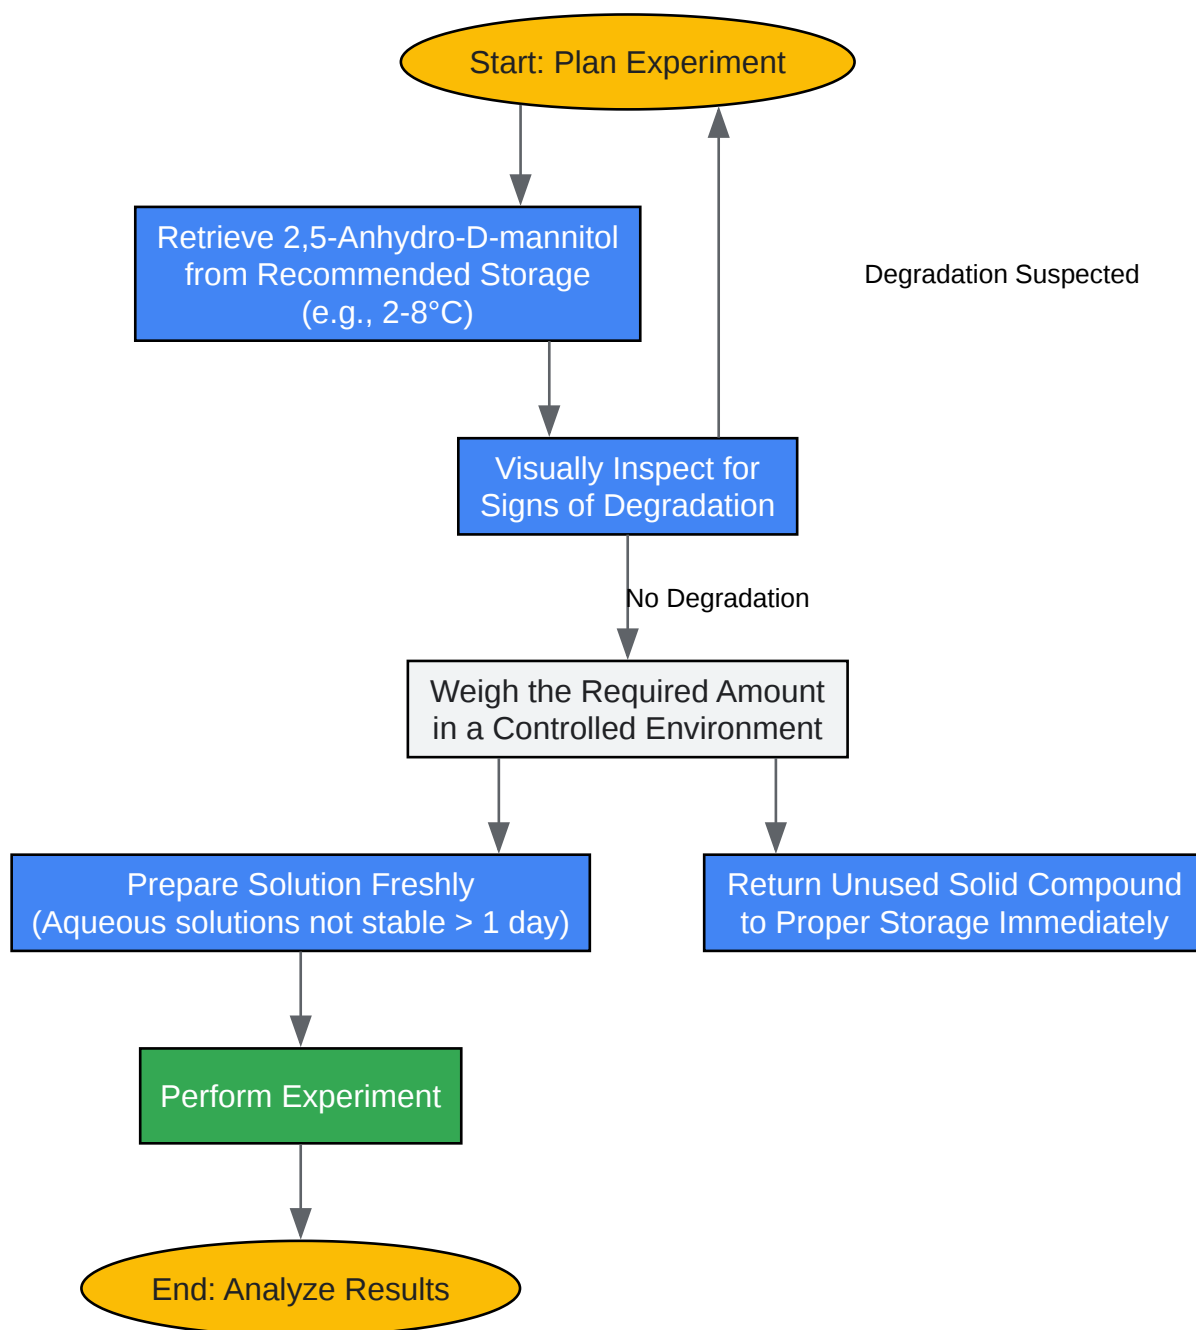 Start: Plan Experiment
Retrieve 2,5-Anhydro-D-mannitol
from Recommended Storage
(e.g., 2-8°C)
Degradation Suspected
Visually Inspect for
Signs of Degradation
No Degradation
Weigh the Required Amount
in a Controlled Environment
Prepare Solution Freshly
(Aqueous solutions not stable > 1 day)
Return Unused Solid Compound
to Proper Storage Immediately
Perform Experiment
End: Analyze Results